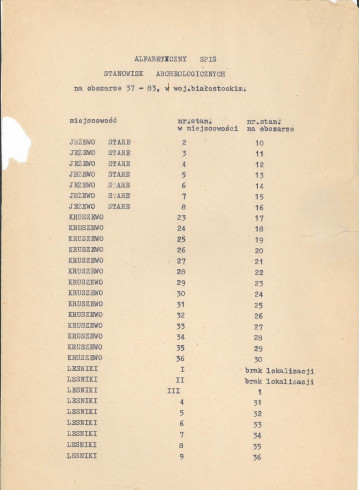 ALFABETYCZNY SPIS
STANOWISK ARCHEOLOGICZNYCH
na obszarze 37 - 83, w woj.białostockim.
miejscowość nr.stan. nr.stan.
w miejscowości na obszarze
JEŻEWO STARE 2 10
JEŻEWO STARE 3 11
JEŻEWO STARE 4 12
JEŻEWO STARE 5 13
JEŻEWO STARE 6 14
JEŻEWO STARE 7 15
JEŻEWO STARE 8 16
KRUSZEWO 23 17
KRUSZEWO 24 18
KRUSZEWO 25 19
KRUSZEWO 26 20
KRUSZEWO 27 21
KRUSZEWO 28 22
KRUSZEWO 29 23
KRUSZEWO 30 24
KRUSZEWO 31 25
KRUSZEWO 32 26
KRUSZEWO 33 27
KRUSZEWO 34 28
KRUSZEWO 35 29
KRUSZEWO 36 30
LESNIKI I brak lokalizacji
LESNIKI II brak lokalizacji
LESNIKI III 1
LESNIKI 4 31
LESNIKI 5 32
LESNIKI 6 33
LESNIKI 7 34
LESNIKI 8 35
LESNIKI 9 36